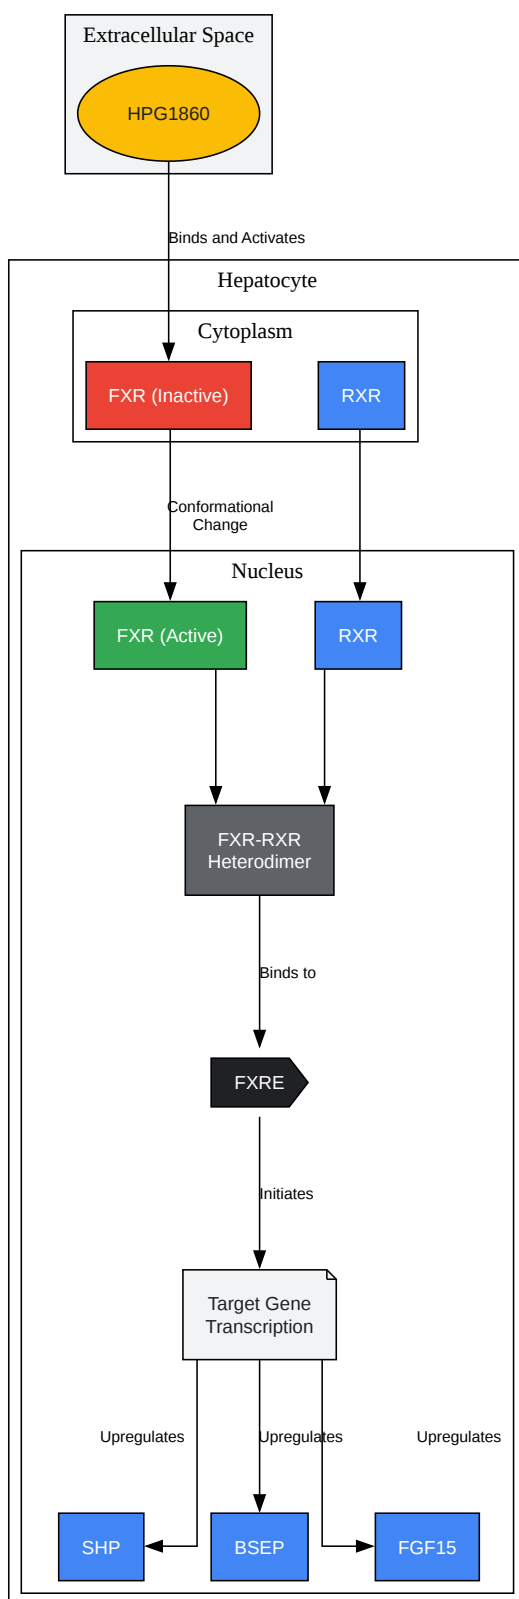 Extracellular Space
HPG1860
Binds and Activates
Hepatocyte
Cytoplasm
FXR (Inactive)
RXR
Conformational
Change
Nucleus
FXR (Active)
RXR
FXR-RXR
Heterodimer
Binds to
FXRE
Initiates
Target Gene
Transcription
Upregulates
Upregulates
Upregulates
SHP
BSEP
FGF15